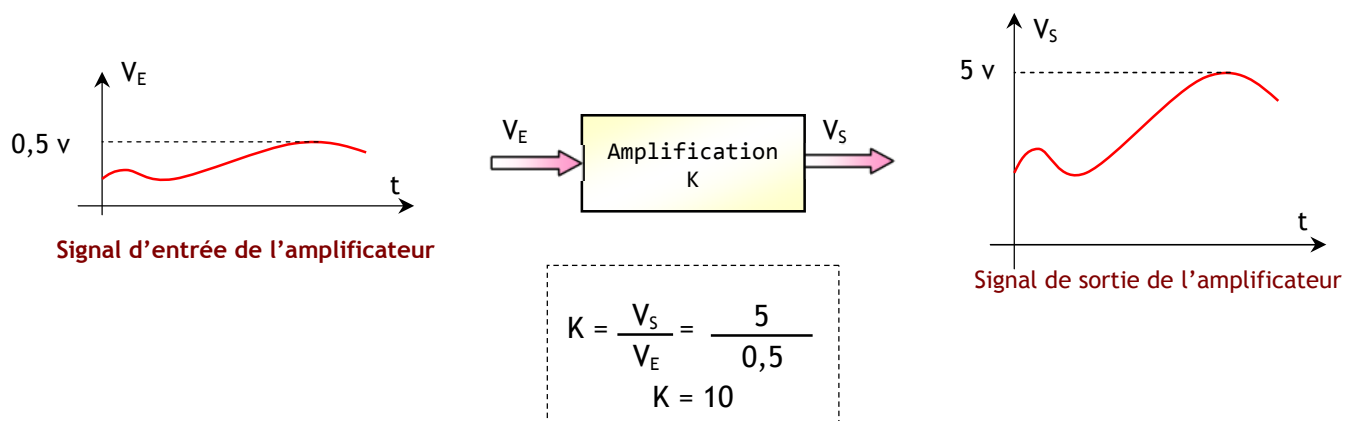 V_E
0,5 v
t
Signal d’entrée de l’amplificateur
V_E
Amplification
K
V_S
V_S
5 v
t
Signal de sortie de l’amplificateur
K = V_S / V_E = 5 / 0,5
K = 10